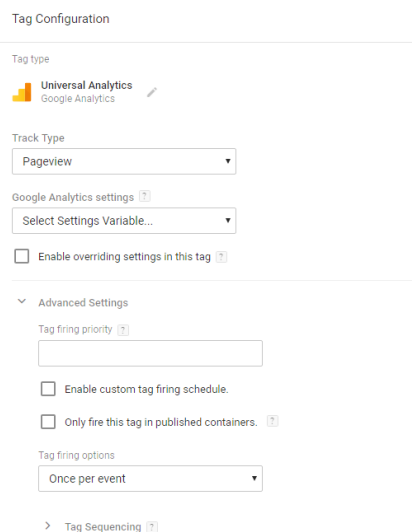 Tag Configuration
Tag type
Universal Analytics
Google Analytics
Track Type
Pageview
Google Analytics settings ?
Select Settings Variable...
Enable overriding settings in this tag ?
Advanced Settings
Tag firing priority ?
Enable custom tag firing schedule.
Only fire this tag in published containers. ?
Tag firing options
Once per event
Tag Sequencing ?